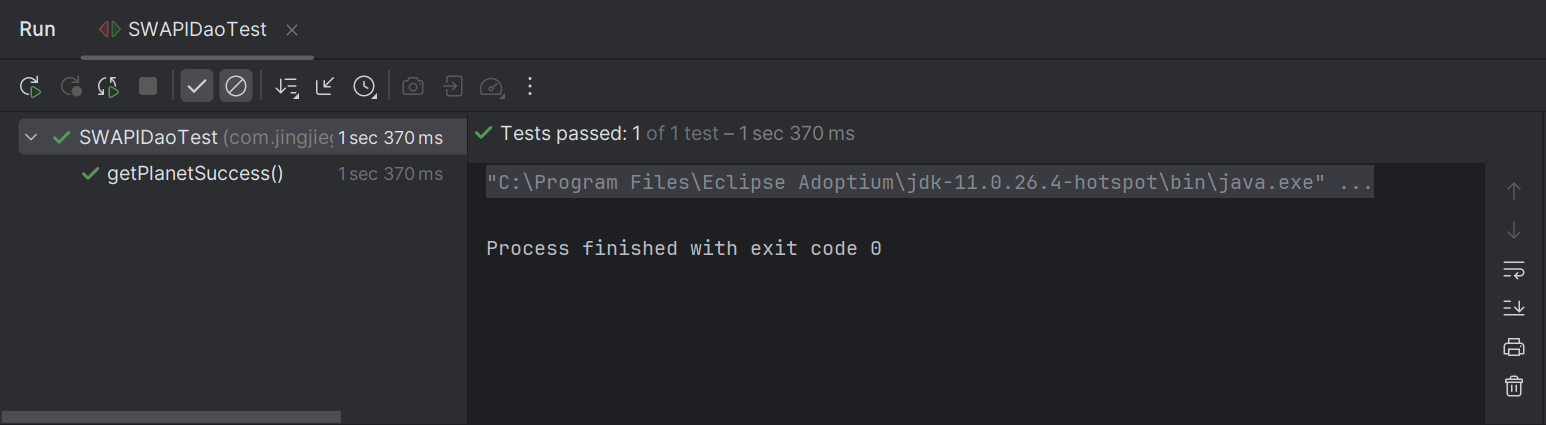 Run SWAPIDaoTest
SWAPIDaoTest (com.jingjie 1 sec 370 ms
Tests passed: 1 of 1 test – 1 sec 370 ms
getPlanetSuccess() 1 sec 370 ms
"C:\Program Files\Eclipse Adoptium\jdk-11.0.26.4-hotspot\bin\java.exe" ...
Process finished with exit code 0